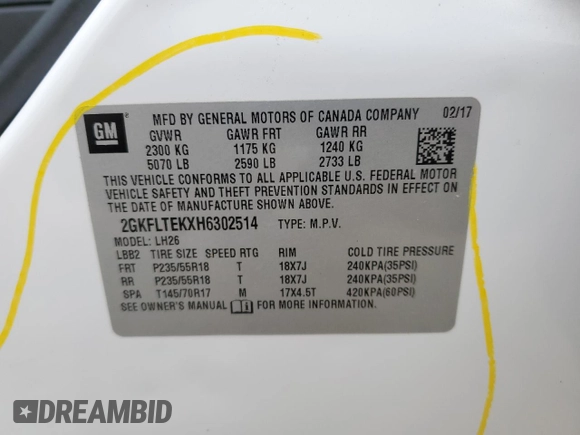 GM
MFD BY GENERAL MOTORS OF CANADA COMPANY 02/17
GVWR GAWR FRT GAWR RR
2300 KG 1175 KG 1240 KG
5070 LB 2590 LB 2733 LB
THIS VEHICLE CONFORMS TO ALL APPLICABLE U.S. FEDERAL MOTOR
VEHICLE SAFETY AND THEFT PREVENTION STANDARDS IN EFFECT ON
THE DATE OF MANUFACTURE SHOWN ABOVE.
2GKFLTEKXH6302514 TYPE: M.P.V.
MODEL: LH26
LBB2 TIRE SIZE SPEED RTG RIM COLD TIRE PRESSURE
FRT P235/55R18 T 18X7J 240KPA(35PSI)
RR P235/55R18 T 18X7J 240KPA(35PSI)
SPA T145/70R17 M 17X4.5T 420KPA(60PSI)
SEE OWNER'S MANUAL FOR MORE INFORMATION
DREAMBID